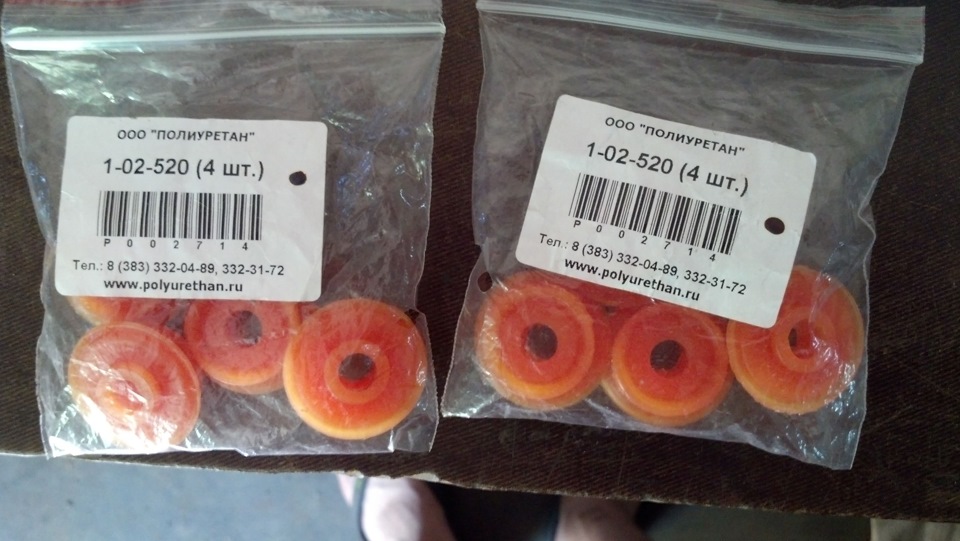 ООО "ПОЛИУРЕТАН"
1-02-520 (4 шт.)
P002714
Тел.: 8 (383) 332-04-89, 332-31-72
www.polyurethan.ru
ООО "ПОЛИУРЕТАН"
1-02-520 (4 шт.)
P002714
Тел.: 8 (383) 332-04-89, 332-31-72
www.polyurethan.ru